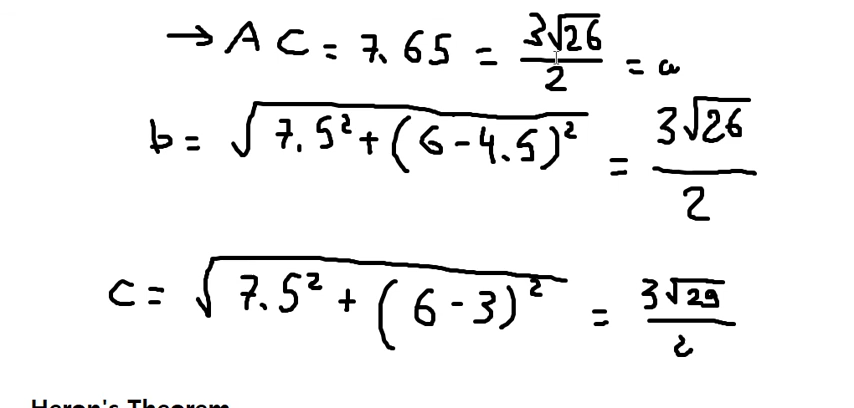 → AC = 7.65 = 3√26/2 = a
b = √(7.5² + (6 - 4.5)²) = 3√26/2
c = √(7.5² + (6 - 3)²) = 3√29/2
Heron's Theorem